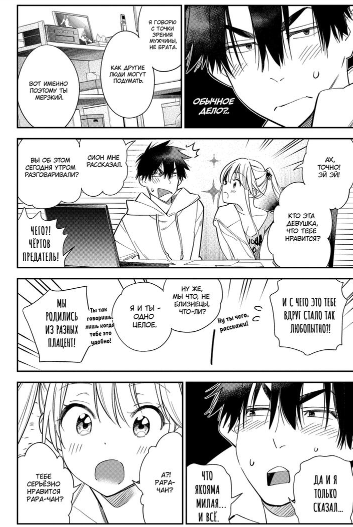 ОБЫЧНОЕ
ДЕЛО?..
Я ГОВОРЮ
С ТОЧКИ
ЗРЕНИЯ
МУЖЧИНЫ,
НЕ БРАТА.
КАК ДРУГИЕ
ЛЮДИ МОГУТ
ПОДУМАТЬ.
ВОТ ИМЕННО
ПОЭТОМУ ТЫ
МЕРЗКИЙ.
АХ,
ТОЧНО!
ЭЙ ЭЙ!
КТО ЭТА
ДЕВУШКА,
ЧТО ТЕБЕ
НРАВИТСЯ?
СИОН МНЕ
РАССКАЗАЛ.
ВЫ ОБ ЭТОМ
СЕГОДНЯ УТРОМ
РАЗГОВАРИВАЛИ?
ЧЕГО?!
ЧЁРТОВ
ПРЕДАТЕЛЬ!
И С ЧЕГО ЭТО ТЕБЕ
ВДРУГ СТАЛО ТАК
ЛЮБОПЫТНО?!
Ну ты чего,
расскажи!
НУ ЖЕ,
МЫ ЧТО, НЕ
БЛИЗНЕЦЫ,
ЧТО-ЛИ?
Я И ТЫ -
ОДНО
ЦЕЛОЕ.
Ты так
говоришь,
лишь когда
тебе это
удобно!
МЫ
РОДИЛИСЬ
ИЗ РАЗНЫХ
ПЛАЦЕНТ!
ДА И Я
ТОЛЬКО
СКАЗАЛ...
ЧТО
ЯКОЯМА
МИЛАЯ...
И ВСЁ.
А?!
РАРА-
ЧАН?
ТЕБЕ
СЕРЬЁЗНО
НРАВИТСЯ
РАРА-ЧАН?